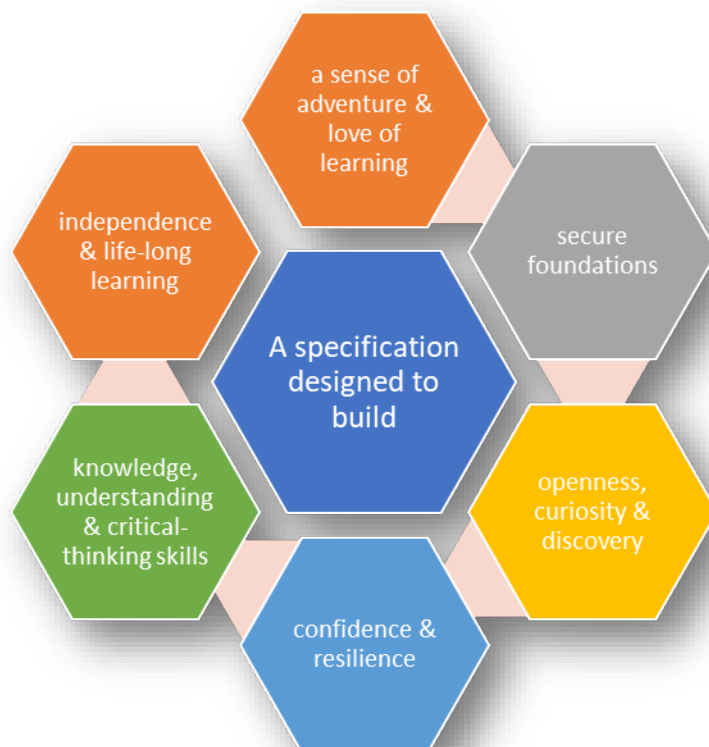 a sense of
adventure &
love of
learning
secure
foundations
openness,
curiosity &
discovery
confidence &
resilience
knowledge,
understanding
& critical-
thinking skills
independence
& life-long
learning
A specification
designed to
build